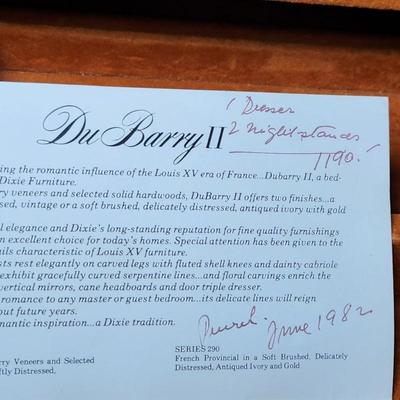 Du Barry II
1 Dresser
2 Nightstands
1190.
ing the romantic influence of the Louis XV era of France...Dubarry II, a bed-
Dixie Furniture.
ry veneers and selected solid hardwoods, DuBarry II offers two finishes...a
sed, vintage or a soft brushed, delicately distressed, antiqued ivory with gold
l elegance and Dixie's long-standing reputation for fine quality furnishings
n excellent choice for today's homes. Special attention has been given to the
ils characteristic of Louis XV furniture.
sts rest elegantly on carved legs with fluted shell knees and dainty cabriole
exhibit gracefully curved serpentine lines...and floral carvings enrich the
vertical mirrors, cane headboards and door triple dresser.
romance to any master or guest bedroom...its delicate lines will reign
out future years.
mantic inspiration...a Dixie tradition.
June 1982
SERIES 290
rry Veneers and Selected
ftly Distressed,
French Provincial in a Soft Brushed, Delicately
Distressed, Antiqued Ivory and Gold